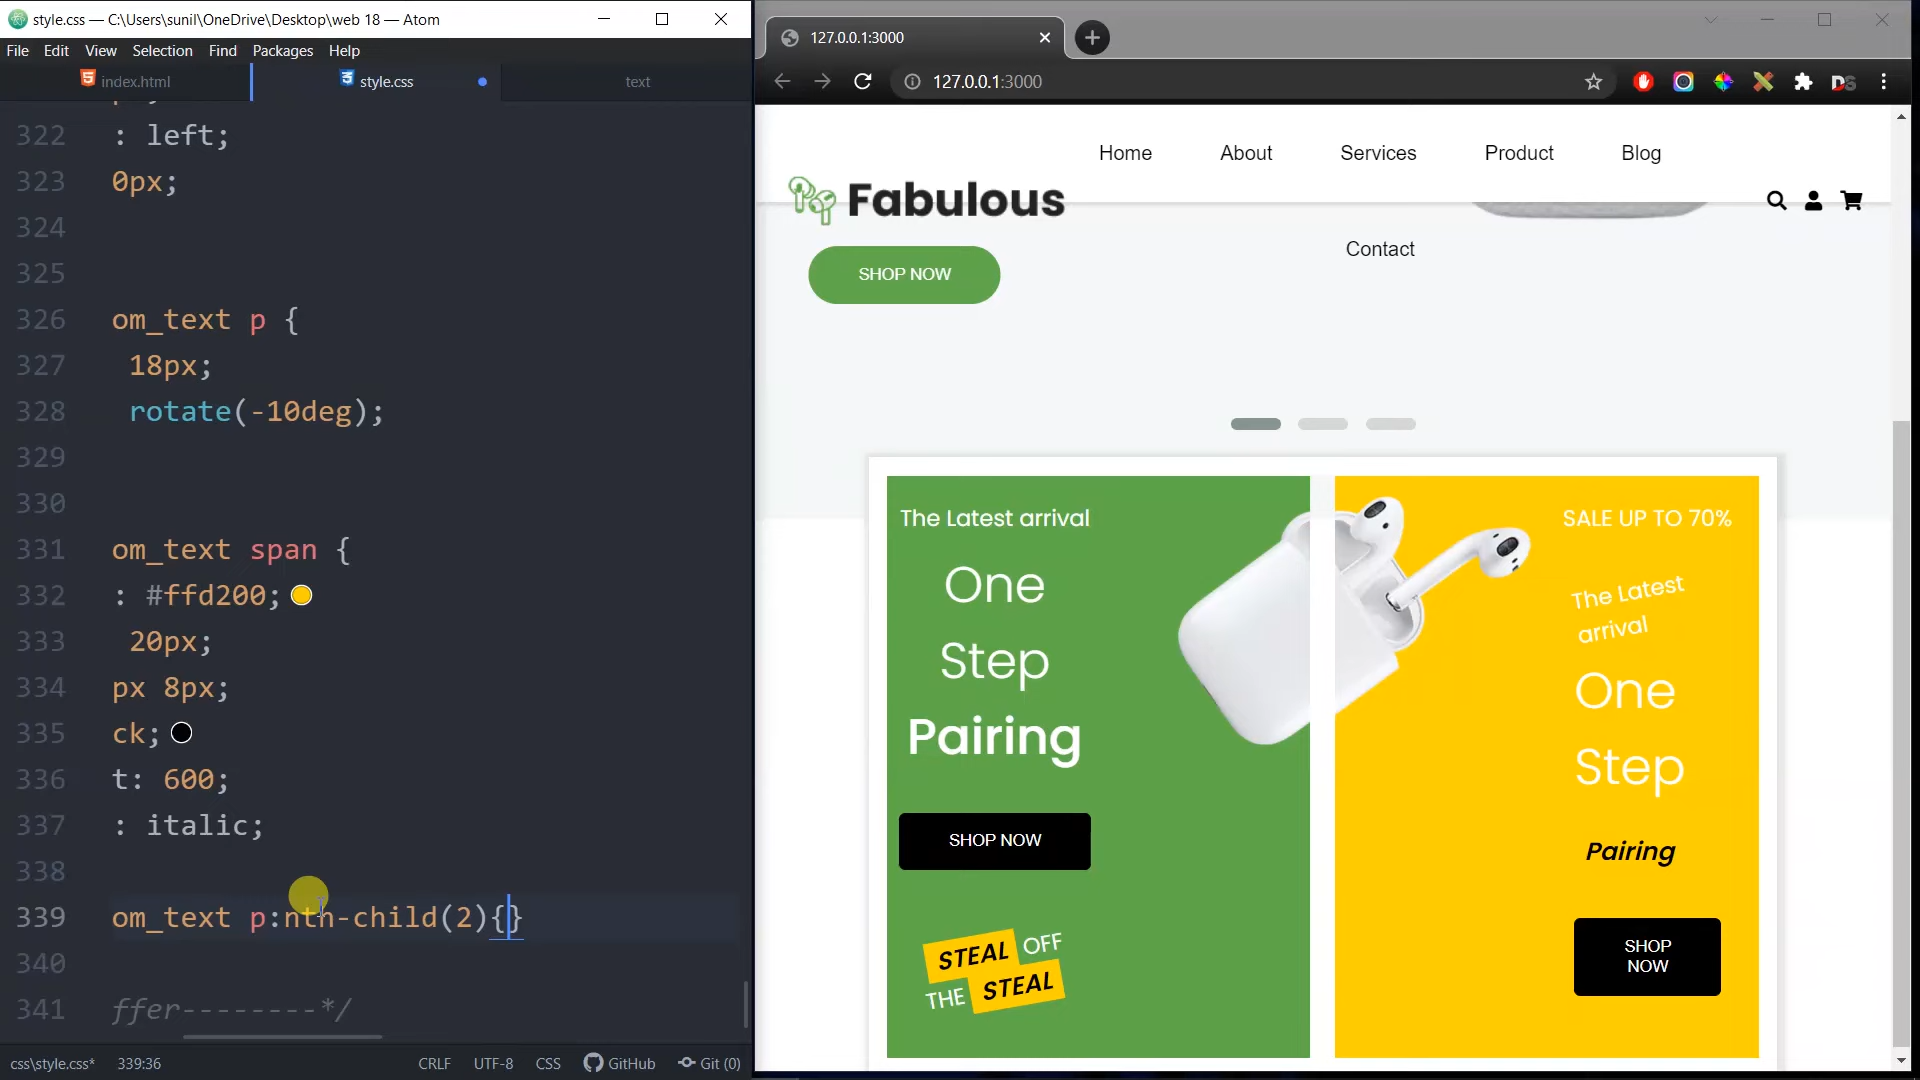 style.css — C:\Users\sunil\OneDrive\Desktop\web 18 — Atom
File Edit View Selection Find Packages Help
index.html style.css text
322 : left;
323 0px;
324
325
326 om_text p {
327 18px;
328 rotate(-10deg);
329
330
331 om_text span {
332 : #ffd200;
333 20px;
334 px 8px;
335 ck;
336 t: 600;
337 : italic;
338
339 om_text p:nth-child(2){}
340
341 ffer--------*/
css\style.css* 339:36 CRLF UTF-8 CSS GitHub Git (0)
127.0.0.1:3000
127.0.0.1:3000
DS
Home About Services Product Blog
Fabulous
Contact
SHOP NOW
The Latest arrival
One
Step
Pairing
SHOP NOW
STEAL OFF
THE STEAL
SALE UP TO 70%
The Latest
arrival
One
Step
Pairing
SHOP
NOW